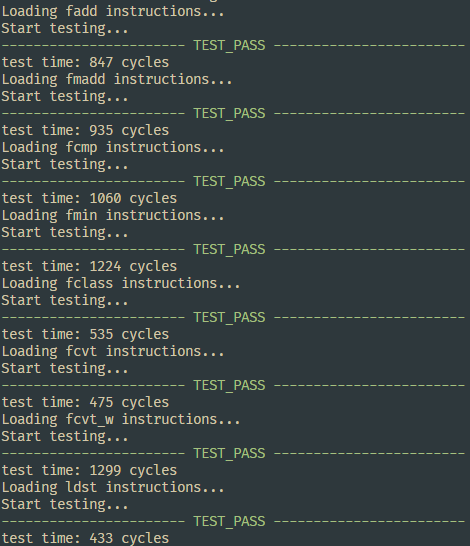 Loading fadd instructions...
Start testing...
----------------------- TEST_PASS ------------------------
test time: 847 cycles
Loading fmadd instructions...
Start testing...
----------------------- TEST_PASS ------------------------
test time: 935 cycles
Loading fcmp instructions...
Start testing...
----------------------- TEST_PASS ------------------------
test time: 1060 cycles
Loading fmin instructions...
Start testing...
----------------------- TEST_PASS ------------------------
test time: 1224 cycles
Loading fclass instructions...
Start testing...
----------------------- TEST_PASS ------------------------
test time: 535 cycles
Loading fcvt instructions...
Start testing...
----------------------- TEST_PASS ------------------------
test time: 475 cycles
Loading fcvt_w instructions...
Start testing...
----------------------- TEST_PASS ------------------------
test time: 1299 cycles
Loading ldst instructions...
Start testing...
----------------------- TEST_PASS ------------------------
test time: 433 cycles